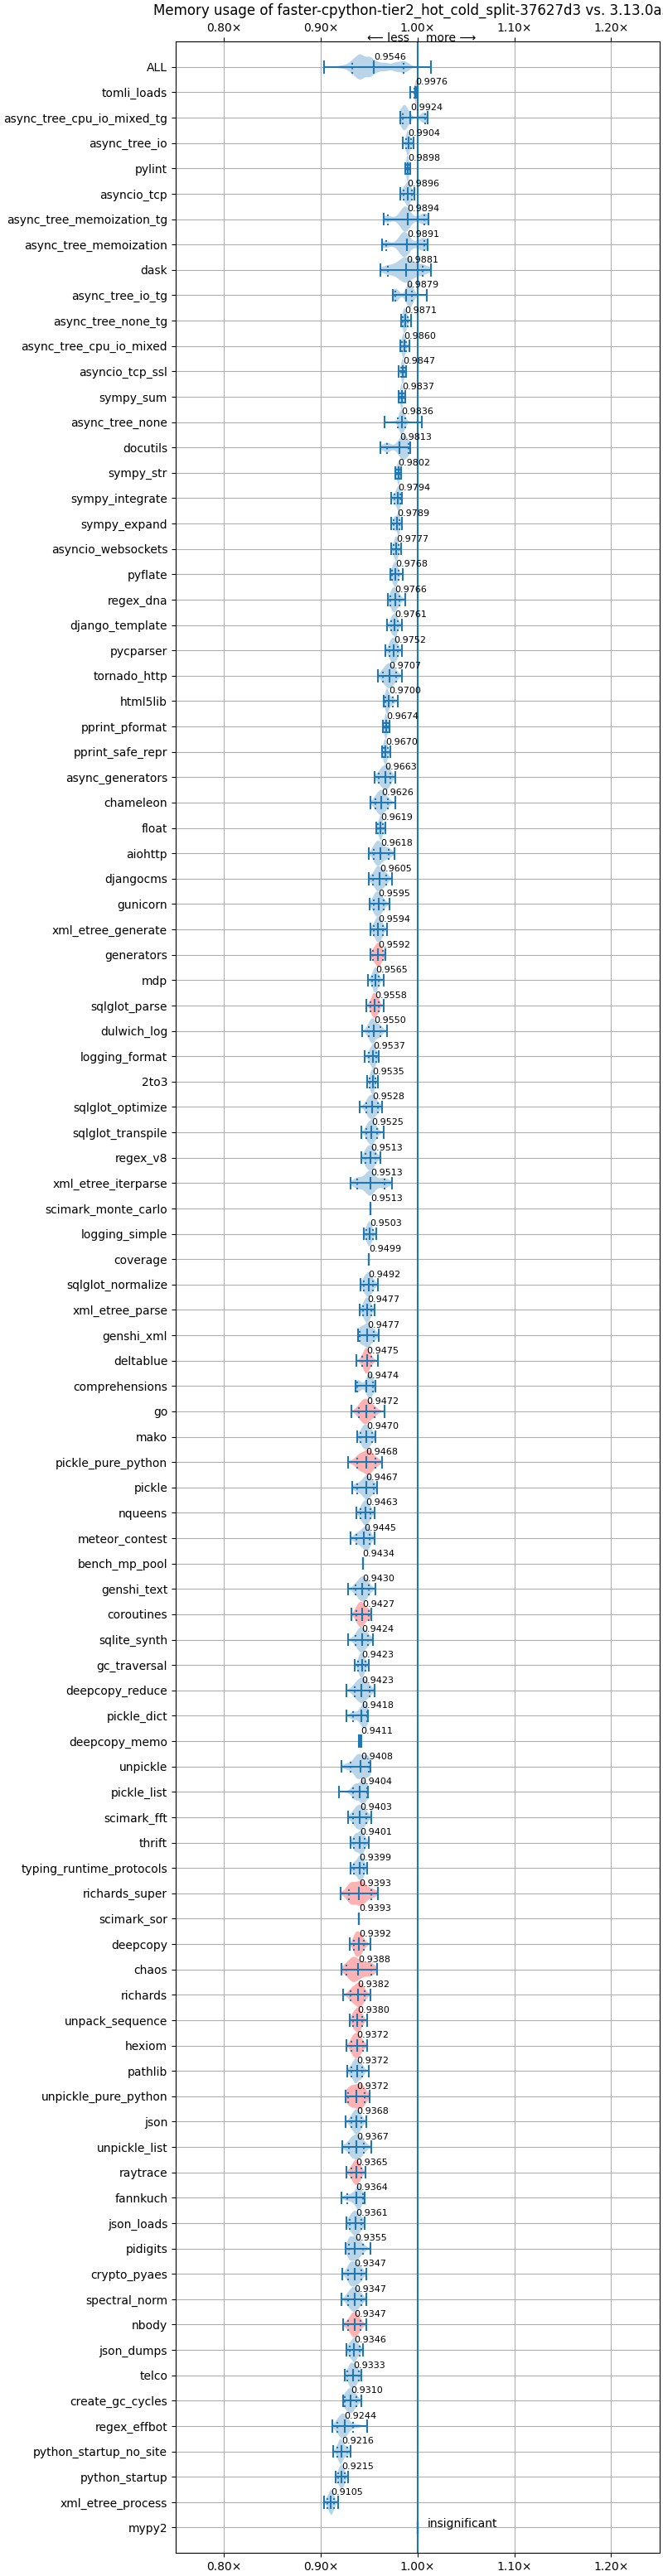 Memory usage of faster-cpython-tier2_hot_cold_split-37627d3 vs. 3.13.0a
0.80× 0.90× 1.00× 1.10× 1.20×
⟵ less more ⟶
ALL 0.9546
tomli_loads 0.9976
async_tree_cpu_io_mixed_tg 0.9924
async_tree_io 0.9904
pylint 0.9898
asyncio_tcp 0.9896
async_tree_memoization_tg 0.9894
async_tree_memoization 0.9891
dask 0.9881
async_tree_io_tg 0.9879
async_tree_none_tg 0.9871
async_tree_cpu_io_mixed 0.9860
asyncio_tcp_ssl 0.9847
sympy_sum 0.9837
async_tree_none 0.9836
docutils 0.9813
sympy_str 0.9802
sympy_integrate 0.9794
sympy_expand 0.9789
asyncio_websockets 0.9777
pyflate 0.9768
regex_dna 0.9766
django_template 0.9761
pycparser 0.9752
tornado_http 0.9707
html5lib 0.9700
pprint_pformat 0.9674
pprint_safe_repr 0.9670
async_generators 0.9663
chameleon 0.9626
float 0.9619
aiohttp 0.9618
djangocms 0.9605
gunicorn 0.9595
xml_etree_generate 0.9594
generators 0.9592
mdp 0.9565
sqlglot_parse 0.9558
dulwich_log 0.9550
logging_format 0.9537
2to3 0.9535
sqlglot_optimize 0.9528
sqlglot_transpile 0.9525
regex_v8 0.9513
xml_etree_iterparse 0.9513
scimark_monte_carlo 0.9513
logging_simple 0.9503
coverage 0.9499
sqlglot_normalize 0.9492
xml_etree_parse 0.9477
genshi_xml 0.9477
deltablue 0.9475
comprehensions 0.9474
go 0.9472
mako 0.9470
pickle_pure_python 0.9468
pickle 0.9467
nqueens 0.9463
meteor_contest 0.9445
bench_mp_pool 0.9434
genshi_text 0.9430
coroutines 0.9427
sqlite_synth 0.9424
gc_traversal 0.9423
deepcopy_reduce 0.9423
pickle_dict 0.9418
deepcopy_memo 0.9411
unpickle 0.9408
pickle_list 0.9404
scimark_fft 0.9403
thrift 0.9401
typing_runtime_protocols 0.9399
richards_super 0.9393
scimark_sor 0.9393
deepcopy 0.9392
chaos 0.9388
richards 0.9382
unpack_sequence 0.9380
hexiom 0.9372
pathlib 0.9372
unpickle_pure_python 0.9372
json 0.9368
unpickle_list 0.9367
raytrace 0.9365
fannkuch 0.9364
json_loads 0.9361
pidigits 0.9355
crypto_pyaes 0.9347
spectral_norm 0.9347
nbody 0.9347
json_dumps 0.9346
telco 0.9333
create_gc_cycles 0.9310
regex_effbot 0.9244
python_startup_no_site 0.9216
python_startup 0.9215
xml_etree_process 0.9105
mypy2 insignificant
0.80× 0.90× 1.00× 1.10× 1.20×